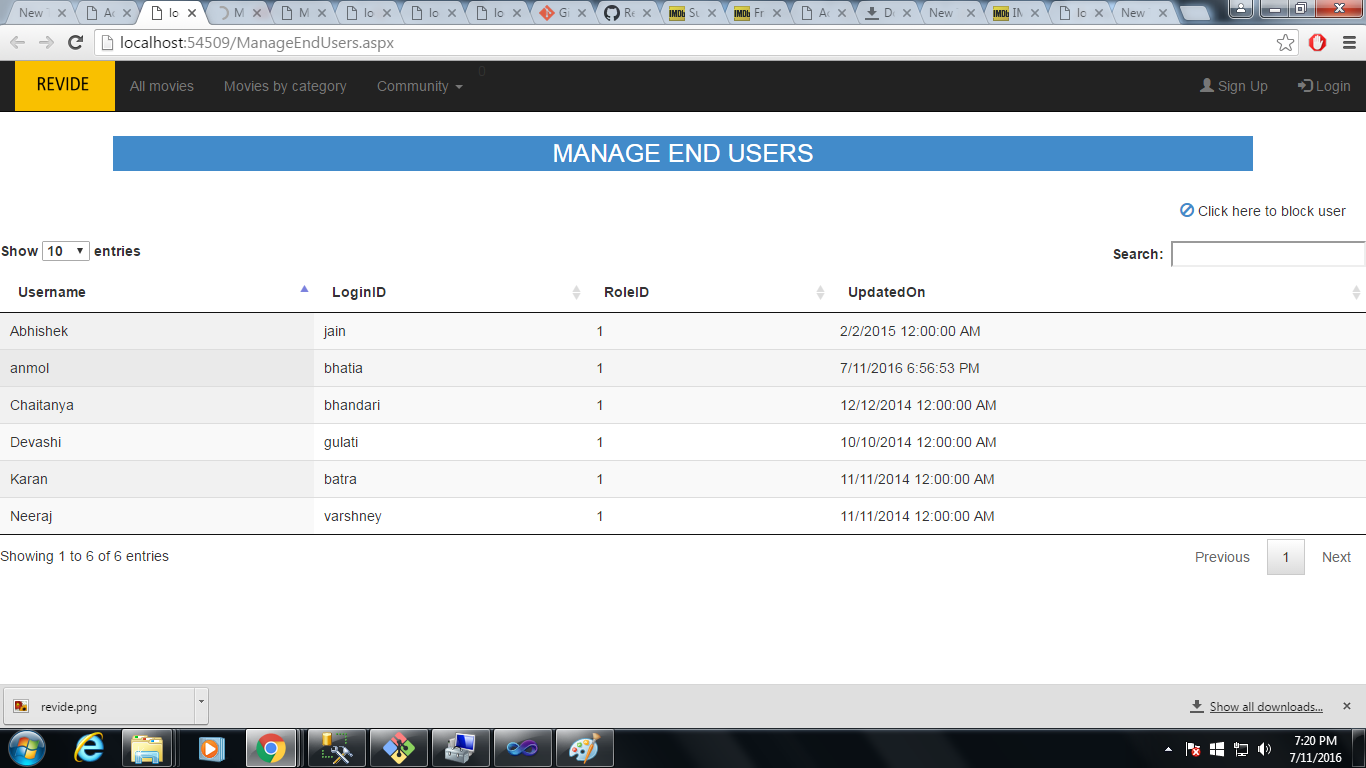 New T
Ac
lo
M
M
lo
lo
lo
Gi
Re
IMDb Su
IMDb Fr
Ac
Do
New
IMDb IM
lo
New
localhost:54509/ManageEndUsers.aspx
REVIDE All movies Movies by category Community 0 Sign Up Login
MANAGE END USERS
Click here to block user
Show 10 entries Search:
Username LoginID RoleID UpdatedOn
Abhishek jain 1 2/2/2015 12:00:00 AM
anmol bhatia 1 7/11/2016 6:56:53 PM
Chaitanya bhandari 1 12/12/2014 12:00:00 AM
Devashi gulati 1 10/10/2014 12:00:00 AM
Karan batra 1 11/11/2014 12:00:00 AM
Neeraj varshney 1 11/11/2014 12:00:00 AM
Showing 1 to 6 of 6 entries Previous 1 Next
revide.png Show all downloads...
7:20 PM
7/11/2016